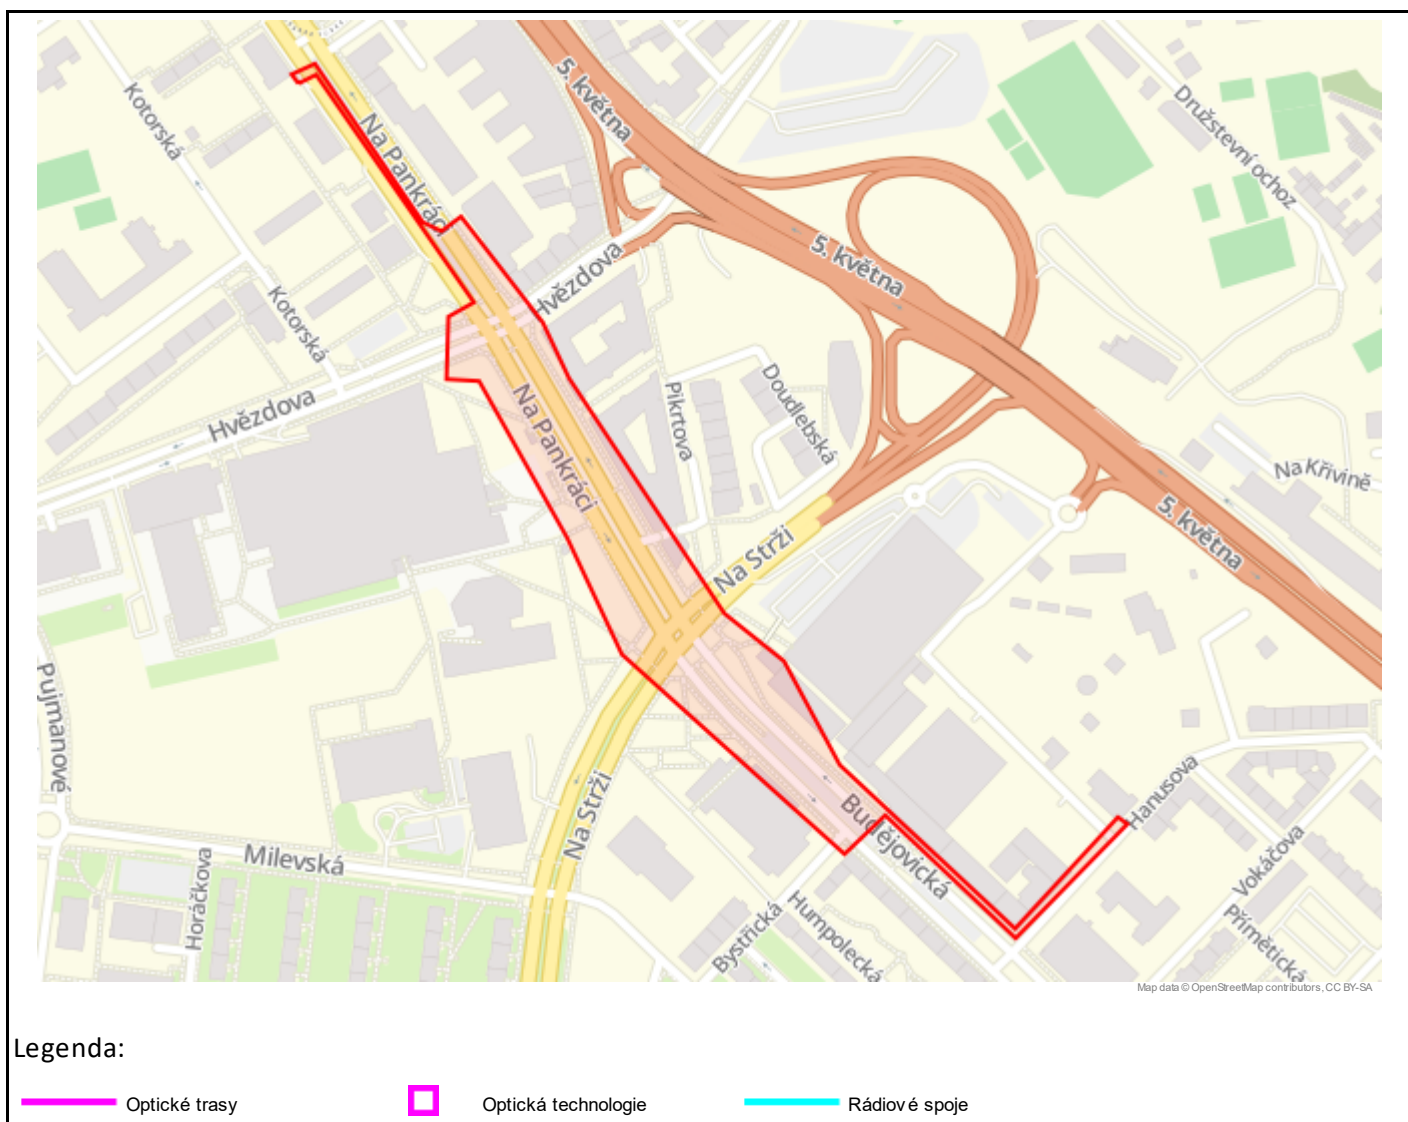 5. května
Kotorská
Na Pankráci
Družstevní ochoz
Hvězdova
5. května
Kotorská
Pikrtova
Doudlebská
Na Pankráci
Hvězdova
Na Křivině
5. května
Na Strži
Pujmanové
Hanusova
Na Strži
Budějovická
Milevská
Horáčkova
Vokáčova
Bystřická
Humpolecká
Přímětická
Map data © OpenStreetMap contributors, CC BY-SA
Legenda:
Optické trasy
Optická technologie
Rádiové spoje